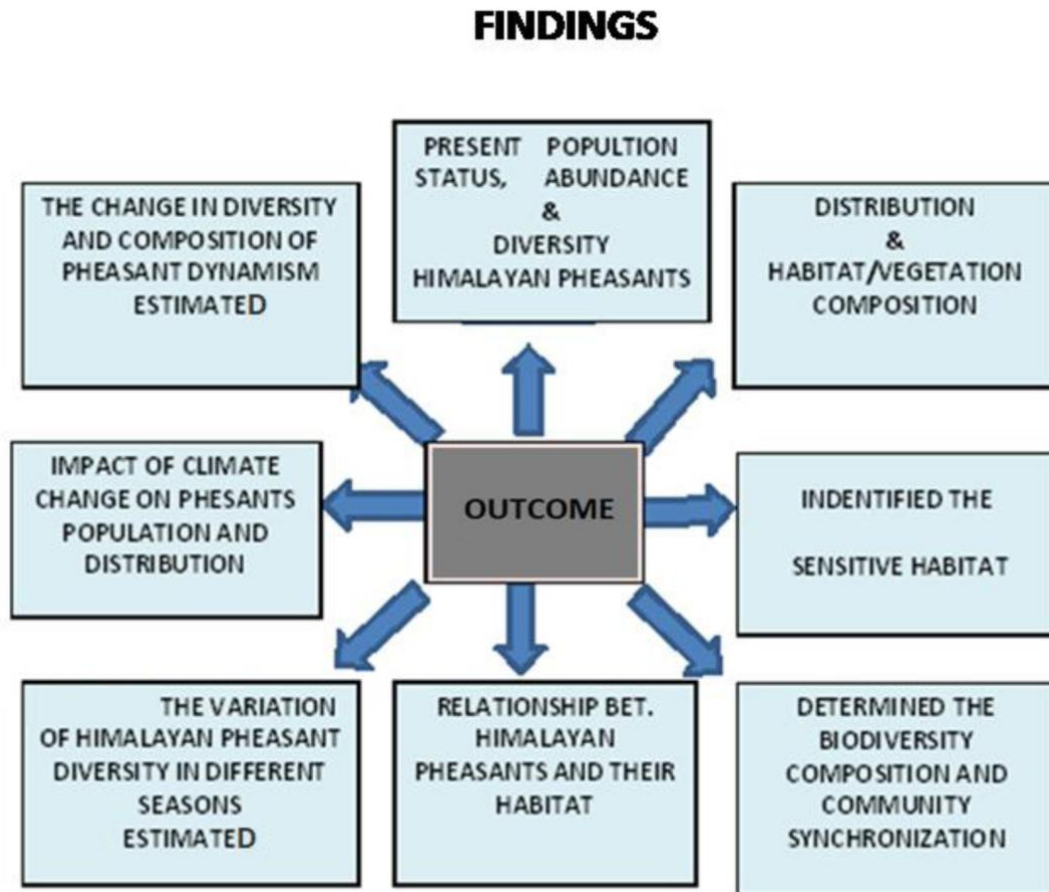 FINDINGS
PRESENT POPULTION
STATUS, ABUNDANCE
&
DIVERSITY
HIMALAYAN PHEASANTS
THE CHANGE IN DIVERSITY
AND COMPOSITION OF
PHEASANT DYNAMISM
ESTIMATED
DISTRIBUTION
&
HABITAT/VEGETATION
COMPOSITION
IMPACT OF CLIMATE
CHANGE ON PHESANTS
POPULATION AND
DISTRIBUTION
OUTCOME
INDENTIFIED THE
SENSITIVE HABITAT
THE VARIATION
OF HIMALAYAN PHEASANT
DIVERSITY IN DIFFERENT
SEASONS
ESTIMATED
RELATIONSHIP BET.
HIMALAYAN
PHEASANTS AND THEIR
HABITAT
DETERMINED THE
BIODIVERSITY
COMPOSITION AND
COMMUNITY
SYNCHRONIZATION